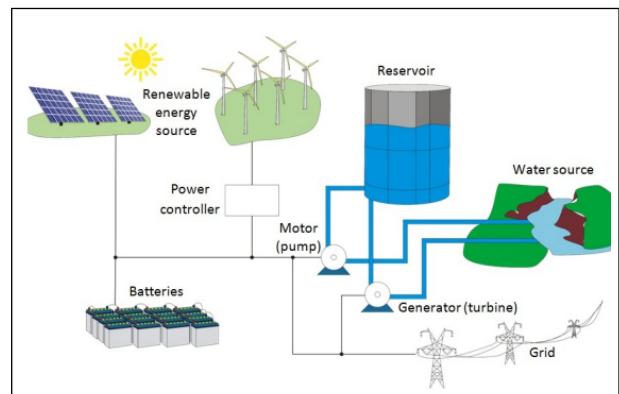 Renewable
energy
source
Reservoir
Water source
Power
controller
Motor
(pump)
Batteries
Generator (turbine)
Grid